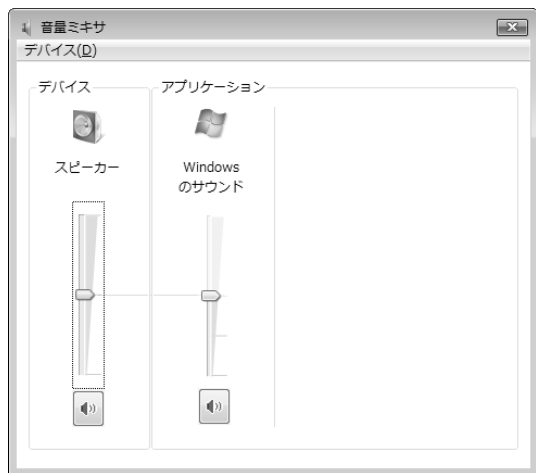 音量ミキサ
デバイス(D)
デバイス
アプリケーション
スピーカー
Windows
のサウンド